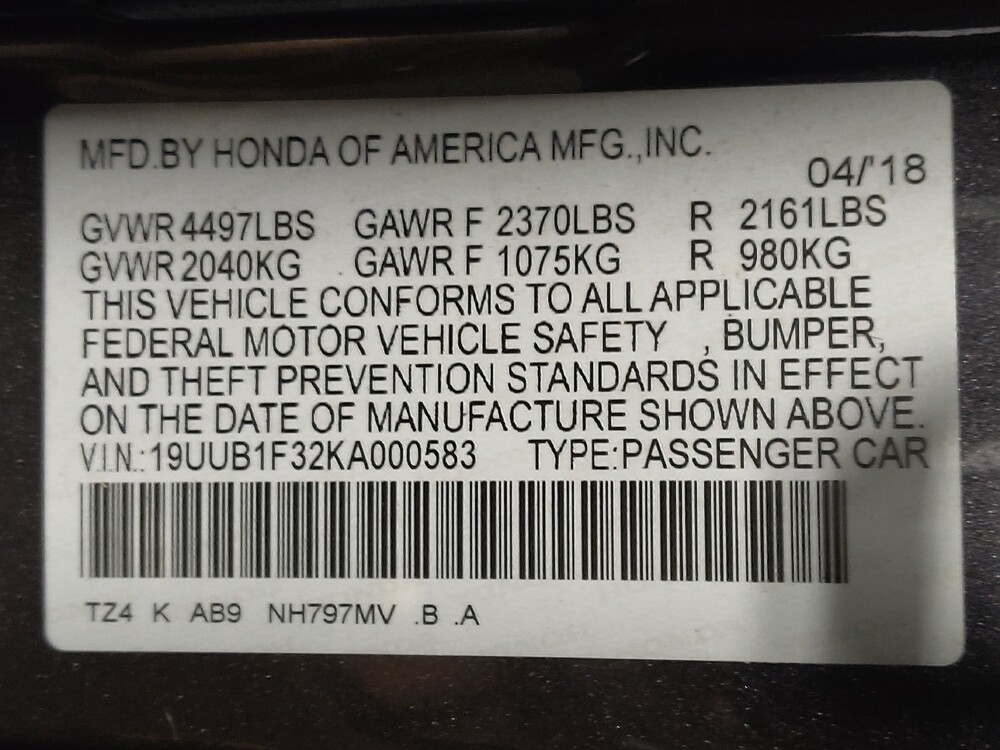 MFD.BY HONDA OF AMERICA MFG.,INC.
04/'18
GVWR 4497LBS GAWR F 2370LBS R 2161LBS
GVWR 2040KG GAWR F 1075KG R 980KG
THIS VEHICLE CONFORMS TO ALL APPLICABLE
FEDERAL MOTOR VEHICLE SAFETY , BUMPER,
AND THEFT PREVENTION STANDARDS IN EFFECT
ON THE DATE OF MANUFACTURE SHOWN ABOVE.
V.I.N.:19UUB1F32KA000583 TYPE:PASSENGER CAR
TZ4 K AB9 NH797MV .B .A